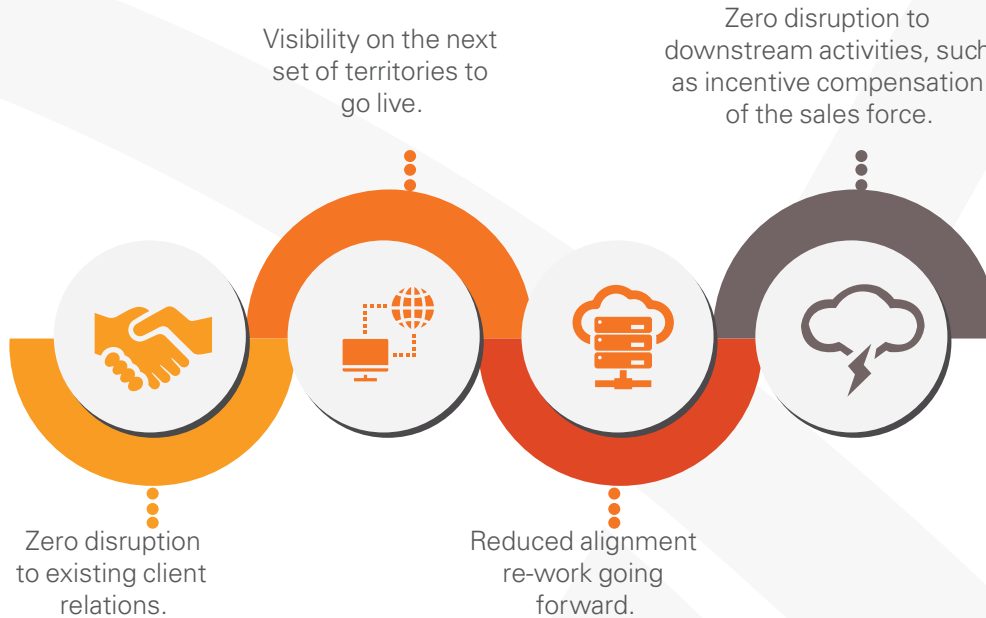 Visibility on the next
set of territories to
go live.
Zero disruption to
downstream activities, such
as incentive compensation
of the sales force.
Zero disruption
to existing client
relations.
Reduced alignment
re-work going
forward.